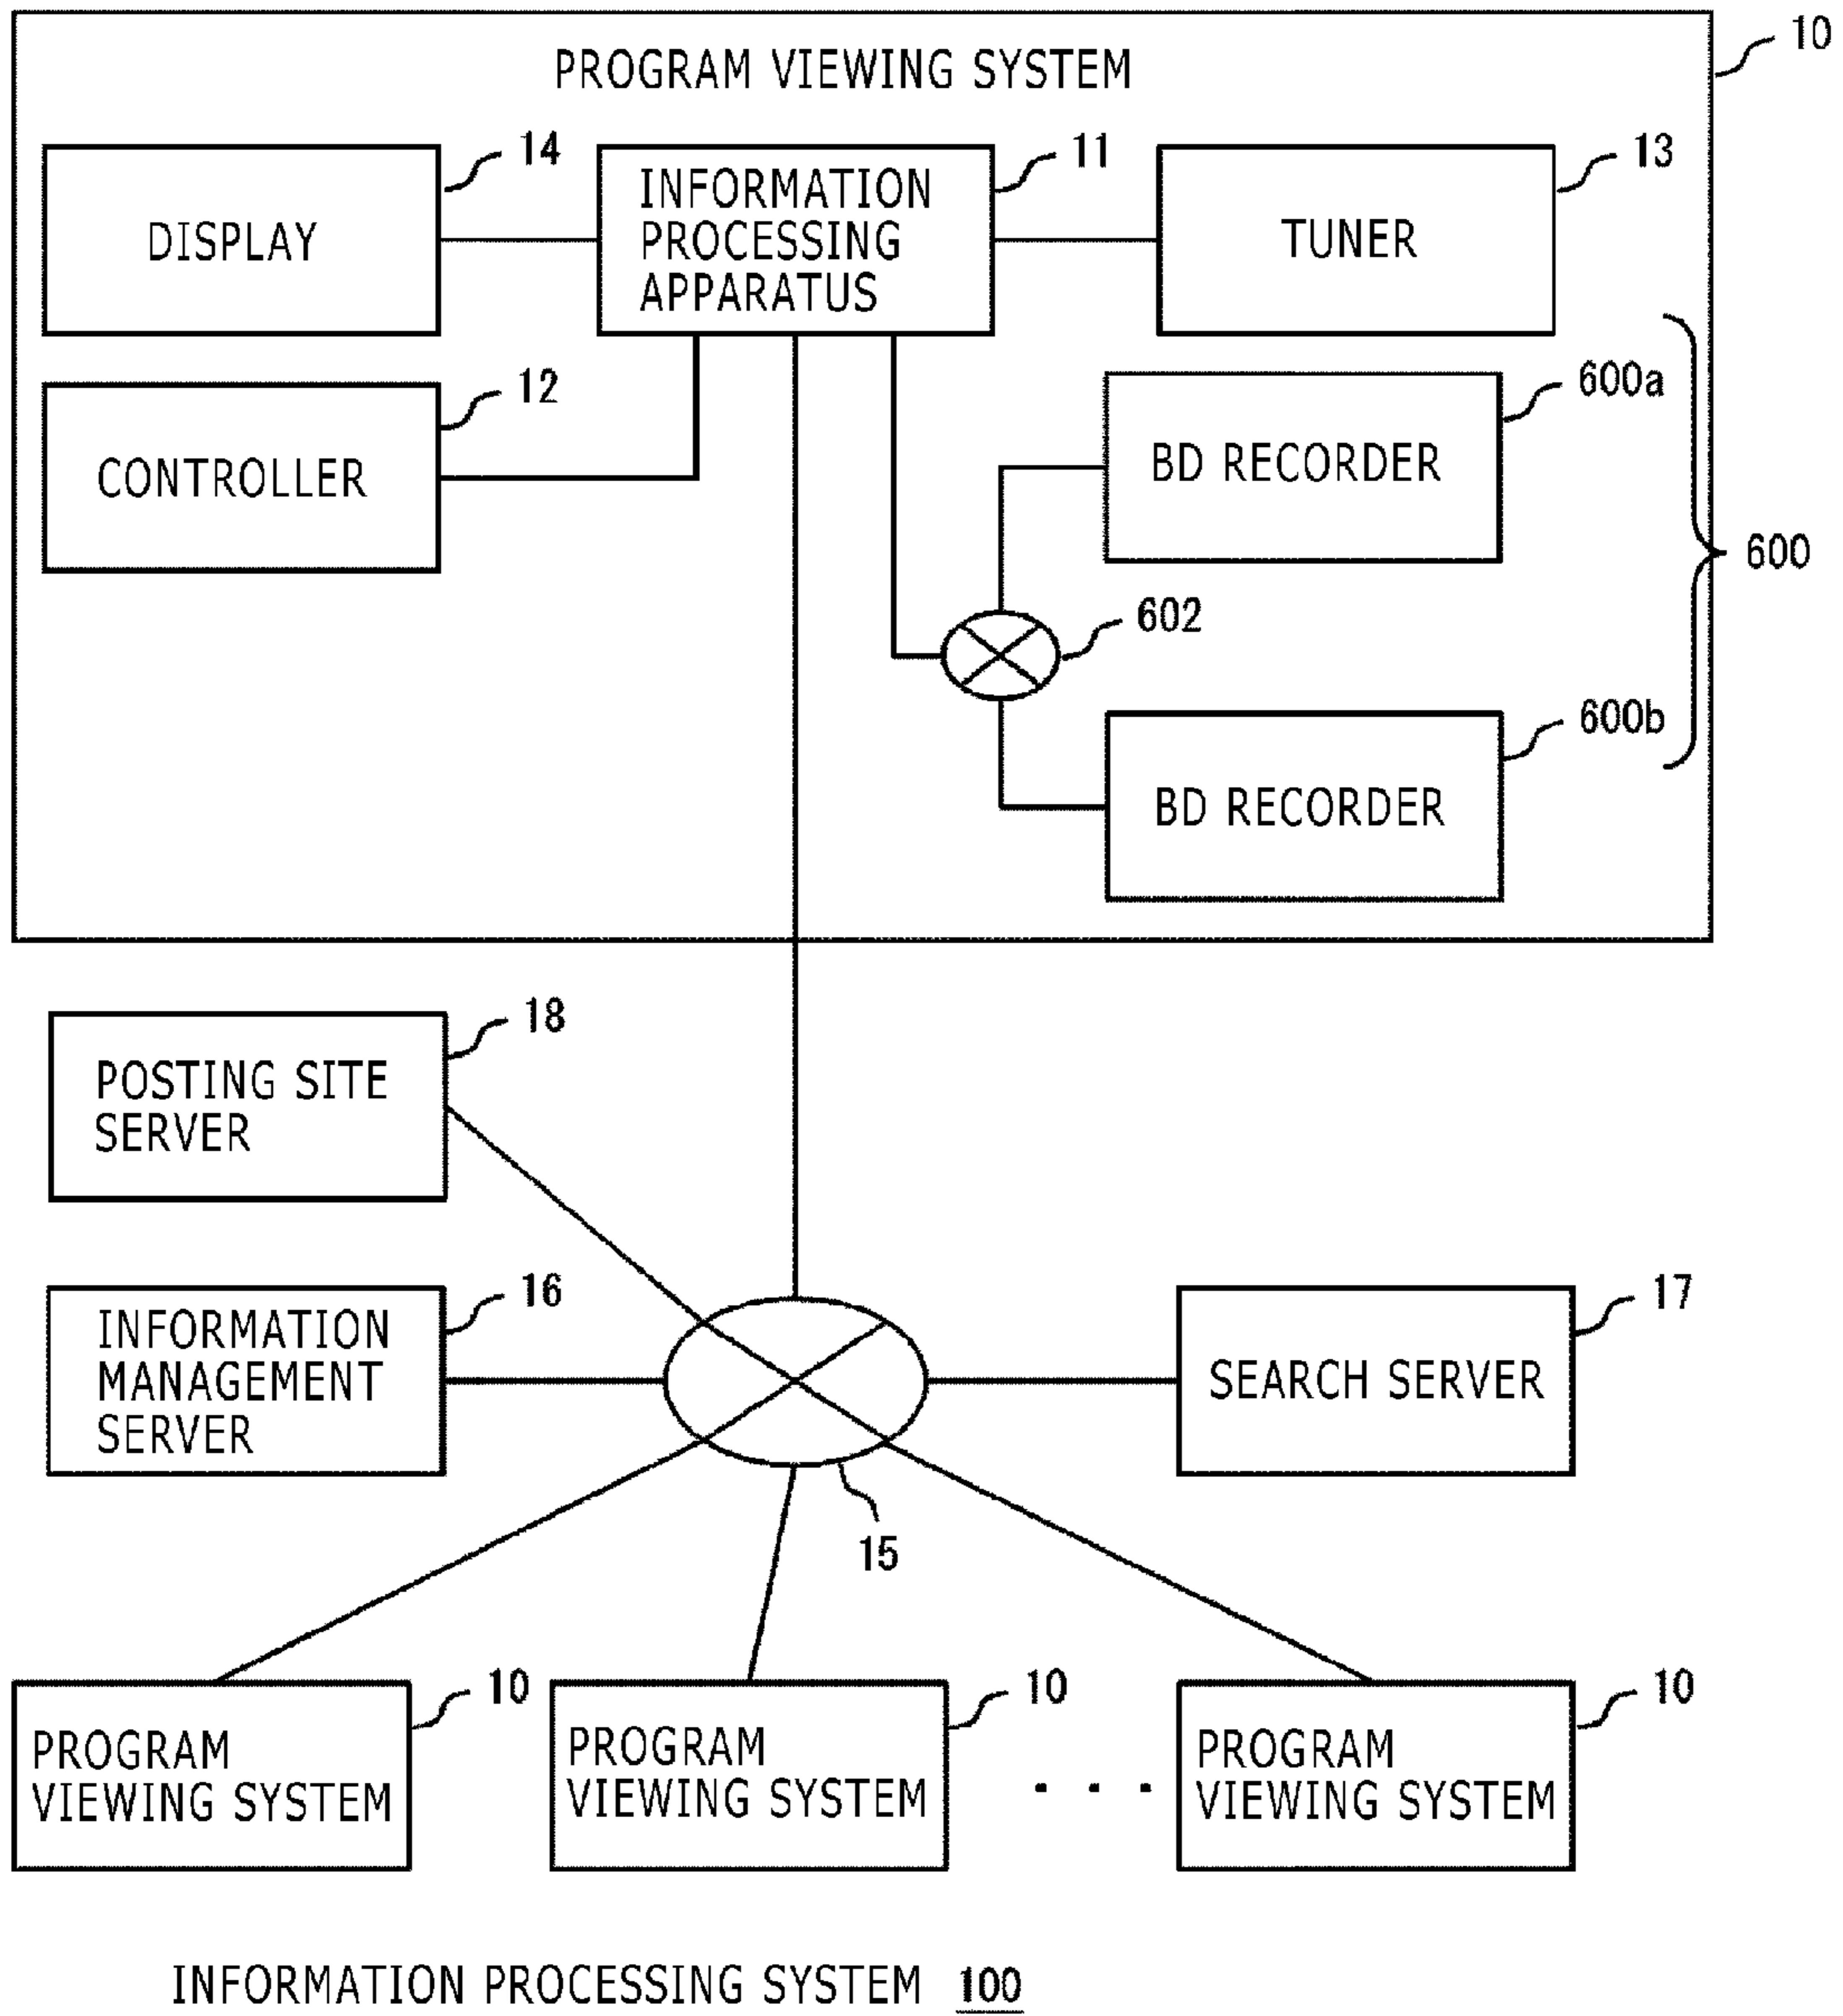 10
PROGRAM VIEWING SYSTEM
14
11
13
DISPLAY
INFORMATION
PROCESSING
APPARATUS
TUNER
12
600a
CONTROLLER
BD RECORDER
600
602
600b
BD RECORDER
18
POSTING SITE
SERVER
16
17
INFORMATION
MANAGEMENT
SERVER
SEARCH SERVER
15
10
10
10
PROGRAM
VIEWING SYSTEM
PROGRAM
VIEWING SYSTEM
. . .
PROGRAM
VIEWING SYSTEM
INFORMATION PROCESSING SYSTEM 100